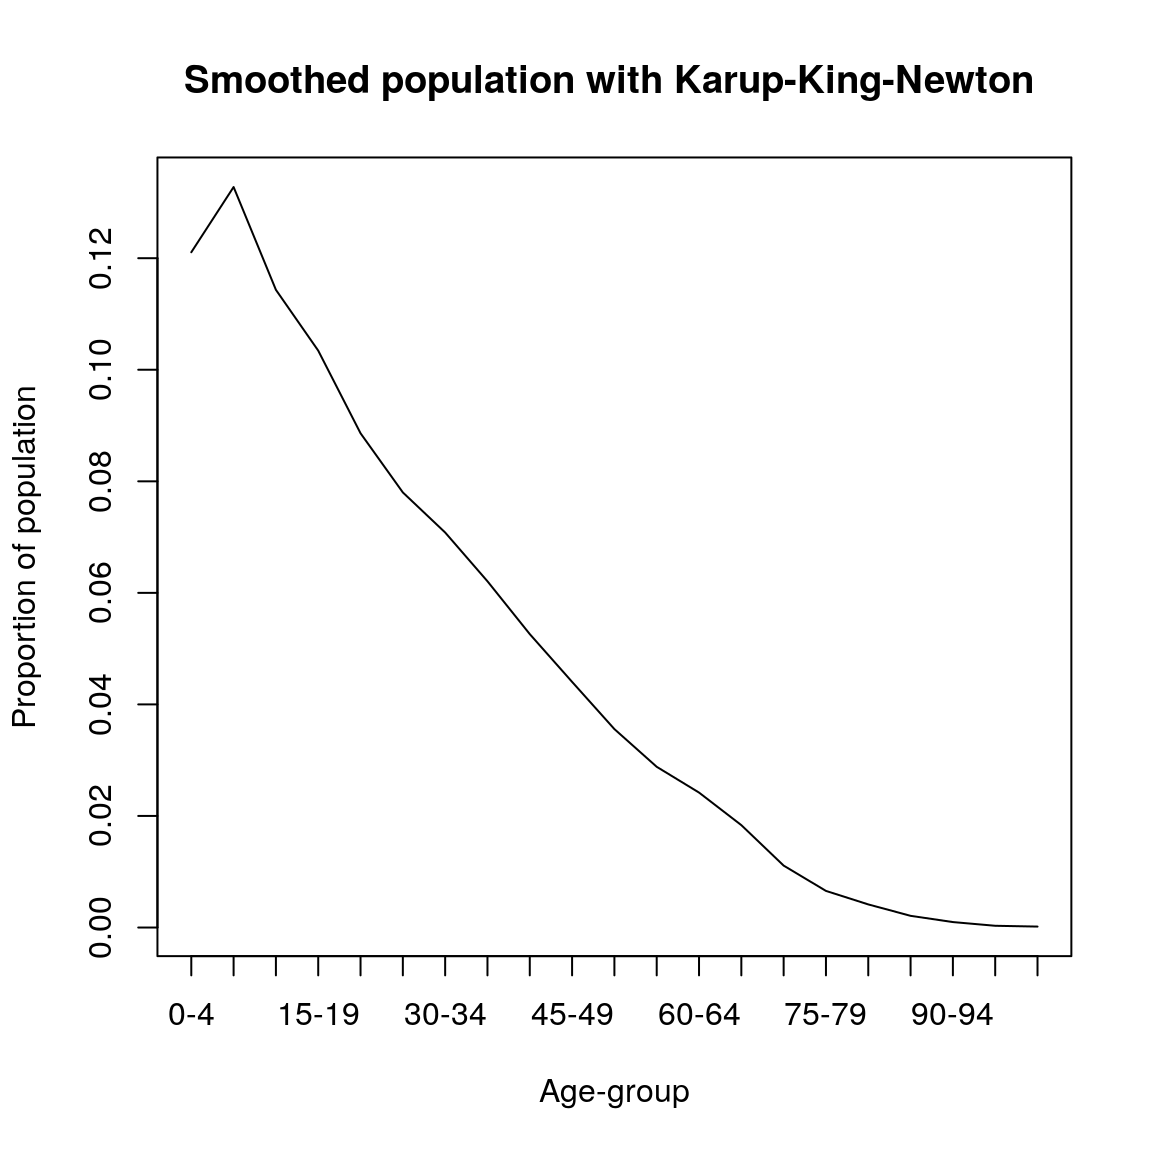 Smoothed population with Karup-King-Newton
Proportion of population
0.12
0.10
0.08
0.06
0.04
0.02
0.00
0-4 15-19 30-34 45-49 60-64 75-79 90-94
Age-group